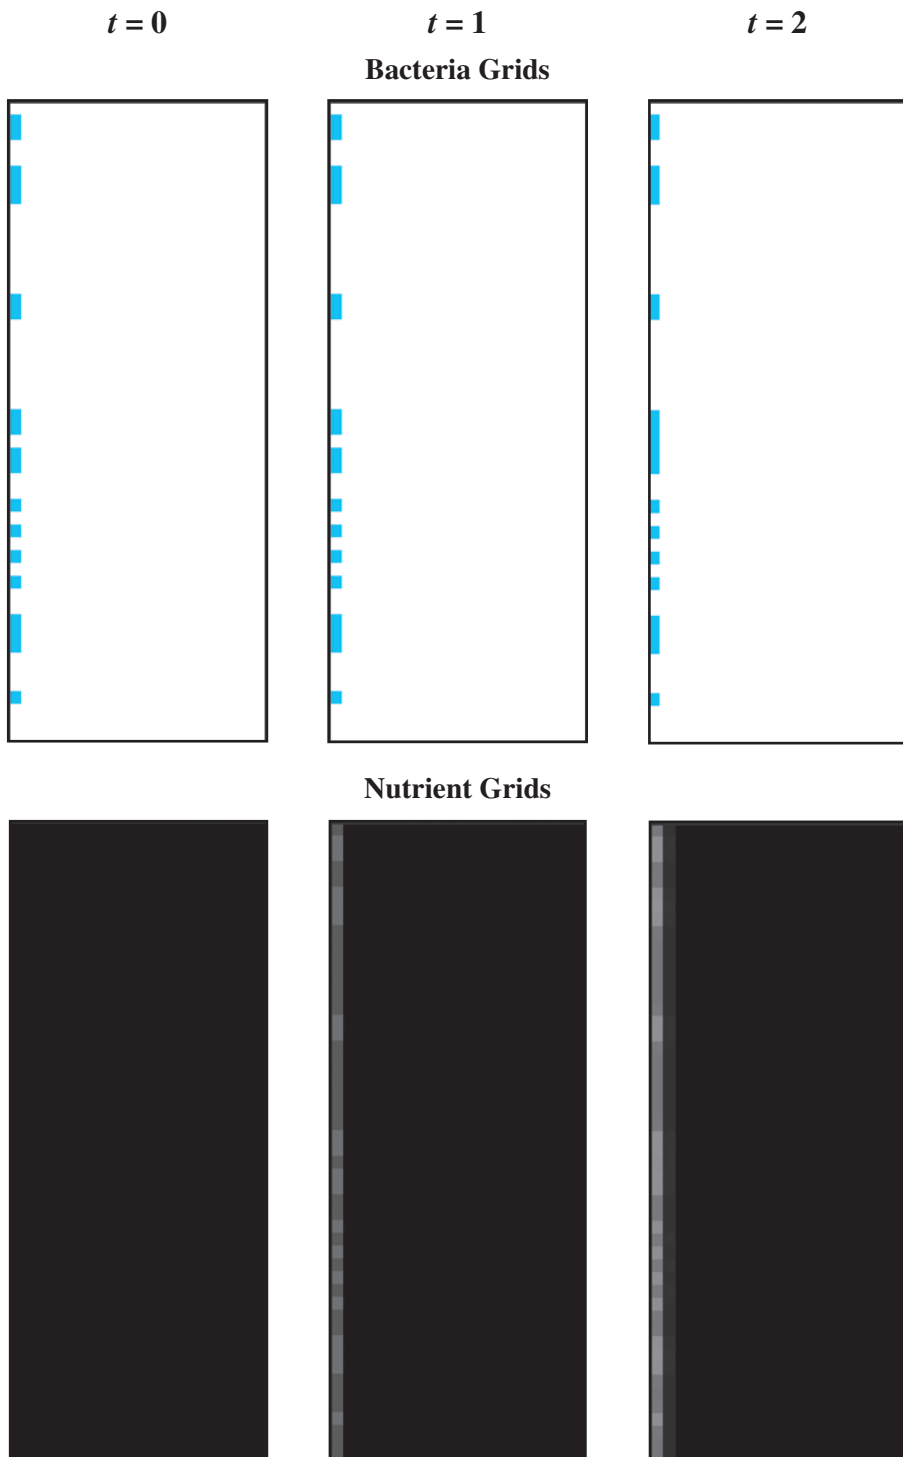 t = 0 t = 1 t = 2
Bacteria Grids
Nutrient Grids